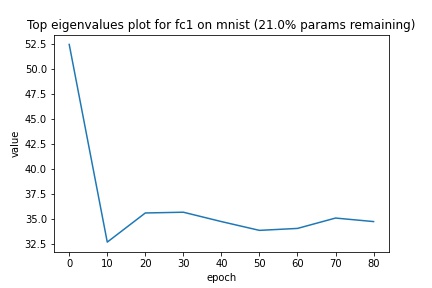 Top eigenvalues plot for fc1 on mnist (21.0% params remaining)
52.5
50.0
47.5
45.0
42.5
40.0
37.5
35.0
32.5
value
0 10 20 30 40 50 60 70 80
epoch